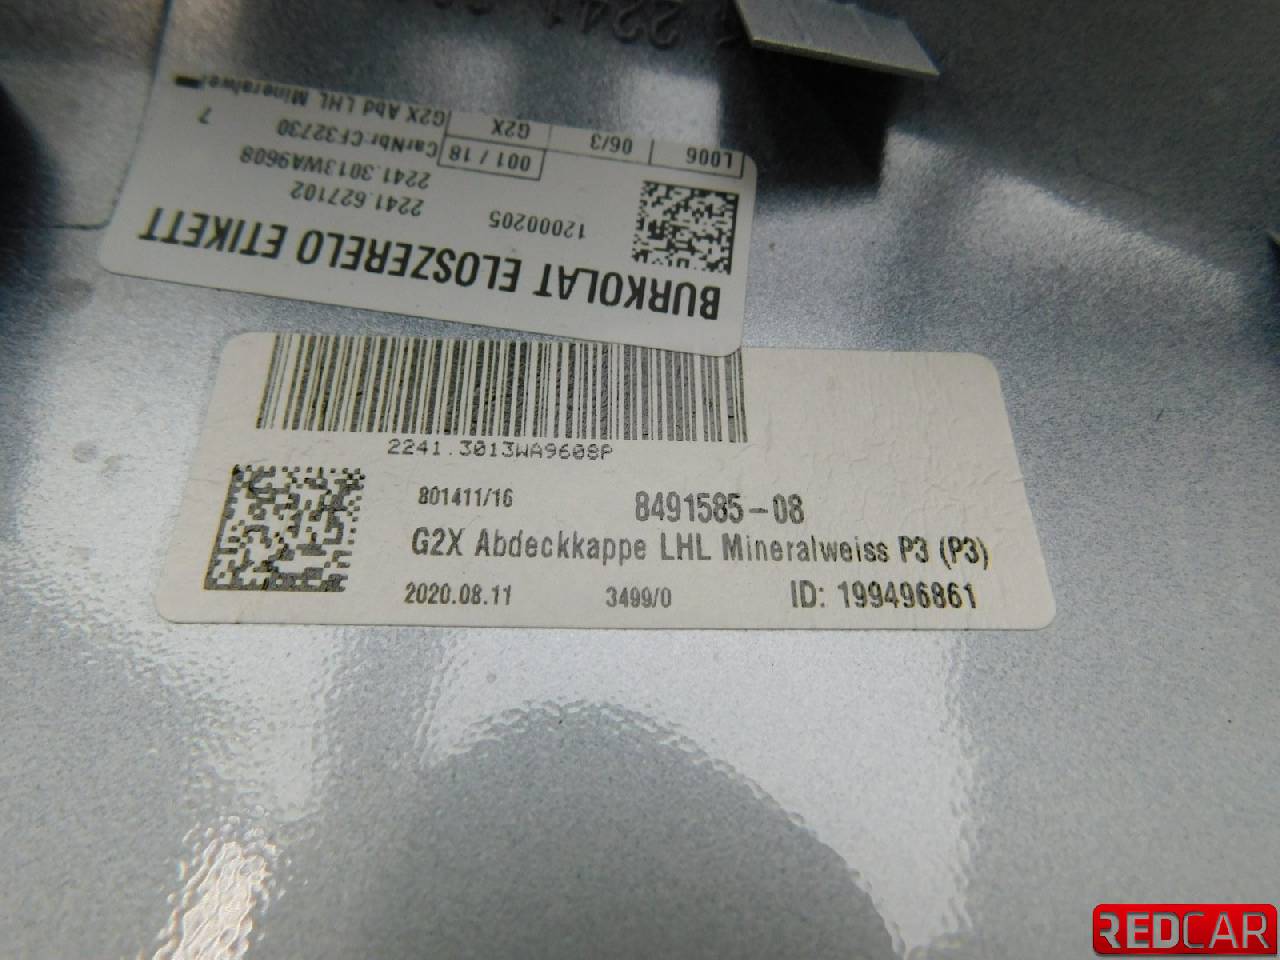 2241
BURKOLAT ELOSZERELO ETIKETT
2241.627102
12000205
2241.3013WA9608
CarNbr:CF32730
001 / 18
7
G2X Abd LHL Mineralwei
G2X
06/3
L006
2241.3013WA9608P
801411/16
8491585-08
G2X Abdeckkappe LHL Mineralweiss P3 (P3)
2020.08.11
3499/0
ID: 199496861
REDCAR